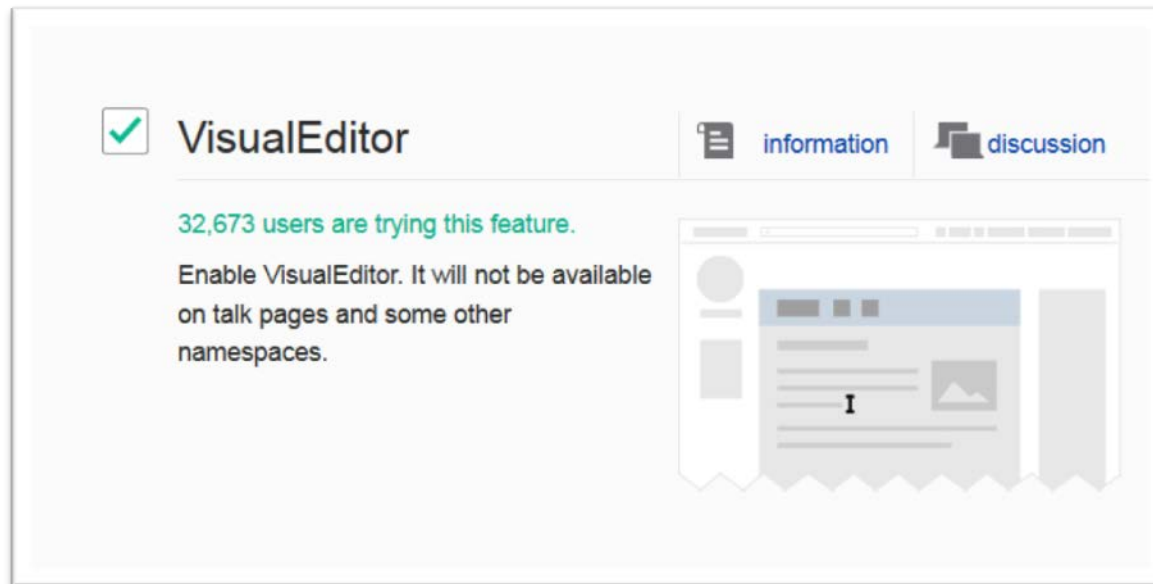 VisualEditor
information
discussion
32,673 users are trying this feature.
Enable VisualEditor. It will not be available
on talk pages and some other
namespaces.